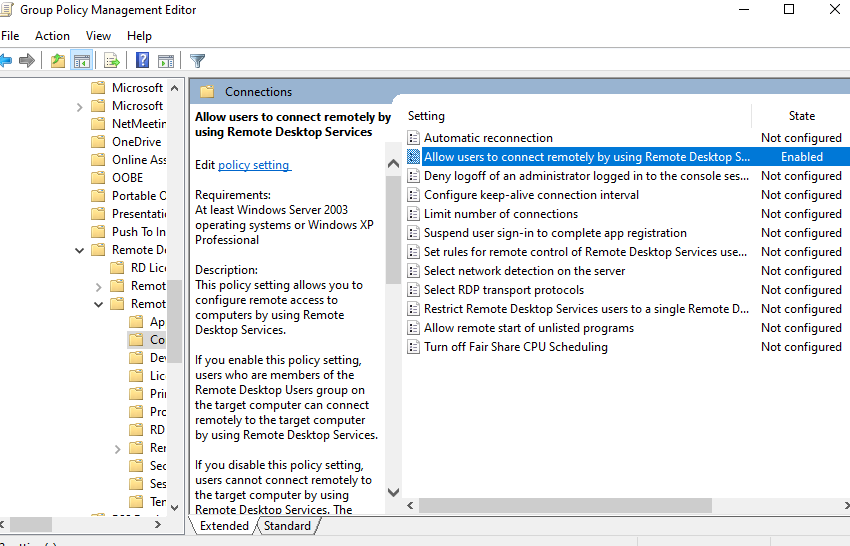 Group Policy Management Editor
File Action View Help
Microsoft
Microsoft
NetMeetin
OneDrive
Online Ass
OOBE
Portable O
Presentati
Push To In
Remote De
RD Lice
Remot
Remot
Ap
Co
Dev
Lic
Prin
Pro
RD
Rer
Sec
Ses
Ter
Connections
Allow users to connect remotely by
using Remote Desktop Services
Edit policy setting
Requirements:
At least Windows Server 2003
operating systems or Windows XP
Professional
Description:
This policy setting allows you to
configure remote access to
computers by using Remote
Desktop Services.
If you enable this policy setting,
users who are members of the
Remote Desktop Users group on
the target computer can connect
remotely to the target computer
by using Remote Desktop Services.
If you disable this policy setting,
users cannot connect remotely to
the target computer by using
Remote Desktop Services. The
Setting State
Automatic reconnection Not configured
Allow users to connect remotely by using Remote Desktop S... Enabled
Deny logoff of an administrator logged in to the console ses... Not configured
Configure keep-alive connection interval Not configured
Limit number of connections Not configured
Suspend user sign-in to complete app registration Not configured
Set rules for remote control of Remote Desktop Services use... Not configured
Select network detection on the server Not configured
Select RDP transport protocols Not configured
Restrict Remote Desktop Services users to a single Remote D... Not configured
Allow remote start of unlisted programs Not configured
Turn off Fair Share CPU Scheduling Not configured
Extended Standard